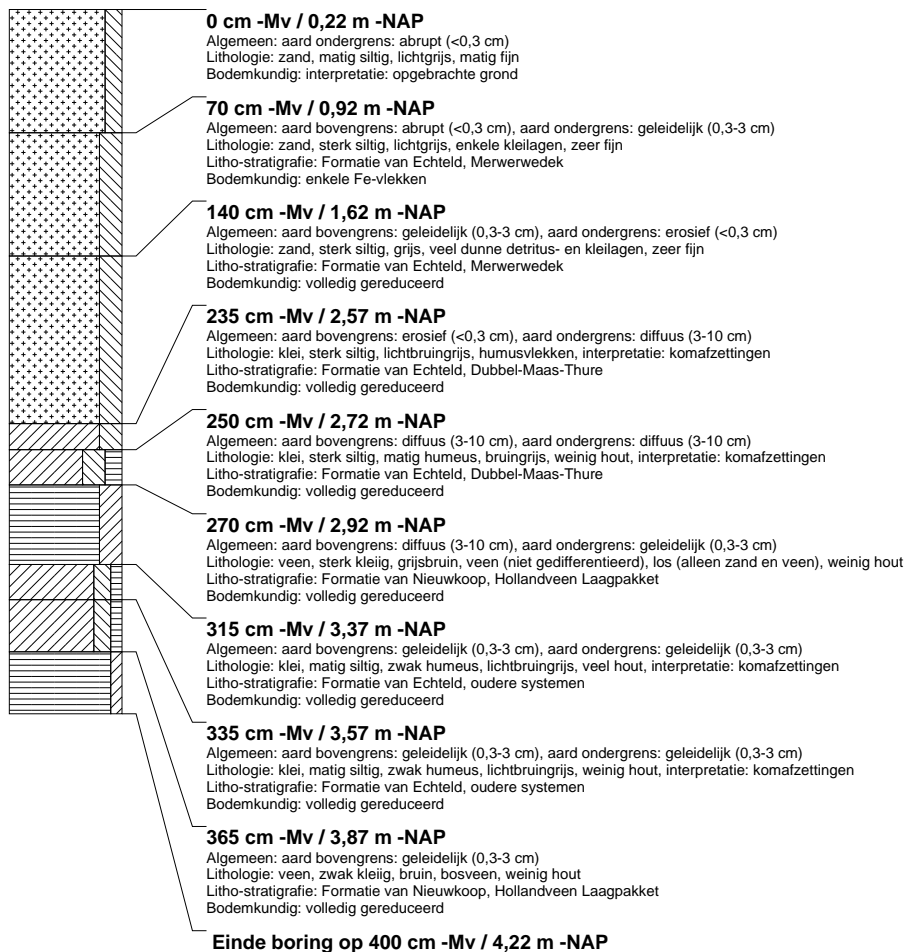 0 cm -Mv / 0,22 m -NAP
Algemeen: aard ondergrens: abrupt (<0,3 cm)
Lithologie: zand, matig siltig, lichtgrijs, matig fijn
Bodemkundig: interpretatie: opgebrachte grond
70 cm -Mv / 0,92 m -NAP
Algemeen: aard bovengrens: abrupt (<0,3 cm), aard ondergrens: geleidelijk (0,3-3 cm)
Lithologie: zand, sterk siltig, lichtgrijs, enkele kleilagen, zeer fijn
Litho-stratigrafie: Formatie van Echteld, Merwerwedek
Bodemkundig: enkele Fe-vlekken
140 cm -Mv / 1,62 m -NAP
Algemeen: aard bovengrens: geleidelijk (0,3-3 cm), aard ondergrens: erosief (<0,3 cm)
Lithologie: zand, sterk siltig, grijs, veel dunne detritus- en kleilagen, zeer fijn
Litho-stratigrafie: Formatie van Echteld, Merwerwedek
Bodemkundig: volledig gereduceerd
235 cm -Mv / 2,57 m -NAP
Algemeen: aard bovengrens: erosief (<0,3 cm), aard ondergrens: diffuus (3-10 cm)
Lithologie: klei, sterk siltig, lichtbruingrijs, humusvlekken, interpretatie: komafzettingen
Litho-stratigrafie: Formatie van Echteld, Dubbel-Maas-Thure
Bodemkundig: volledig gereduceerd
250 cm -Mv / 2,72 m -NAP
Algemeen: aard bovengrens: diffuus (3-10 cm), aard ondergrens: diffuus (3-10 cm)
Lithologie: klei, sterk siltig, matig humeus, bruingrijs, weinig hout, interpretatie: komafzettingen
Litho-stratigrafie: Formatie van Echteld, Dubbel-Maas-Thure
Bodemkundig: volledig gereduceerd
270 cm -Mv / 2,92 m -NAP
Algemeen: aard bovengrens: diffuus (3-10 cm), aard ondergrens: geleidelijk (0,3-3 cm)
Lithologie: veen, sterk kleiig, grijsbruin, veen (niet gedifferentieerd), los (alleen zand en veen), weinig hout
Litho-stratigrafie: Formatie van Nieuwkoop, Hollandveen Laagpakket
Bodemkundig: volledig gereduceerd
315 cm -Mv / 3,37 m -NAP
Algemeen: aard bovengrens: geleidelijk (0,3-3 cm), aard ondergrens: geleidelijk (0,3-3 cm)
Lithologie: klei, matig siltig, zwak humeus, lichtbruingrijs, veel hout, interpretatie: komafzettingen
Litho-stratigrafie: Formatie van Echteld, oudere systemen
Bodemkundig: volledig gereduceerd
335 cm -Mv / 3,57 m -NAP
Algemeen: aard bovengrens: geleidelijk (0,3-3 cm), aard ondergrens: geleidelijk (0,3-3 cm)
Lithologie: klei, matig siltig, zwak humeus, lichtbruingrijs, weinig hout, interpretatie: komafzettingen
Litho-stratigrafie: Formatie van Echteld, oudere systemen
Bodemkundig: volledig gereduceerd
365 cm -Mv / 3,87 m -NAP
Algemeen: aard bovengrens: geleidelijk (0,3-3 cm)
Lithologie: veen, zwak kleiig, bruin, bosveen, weinig hout
Litho-stratigrafie: Formatie van Nieuwkoop, Hollandveen Laagpakket
Bodemkundig: volledig gereduceerd
Einde boring op 400 cm -Mv / 4,22 m -NAP